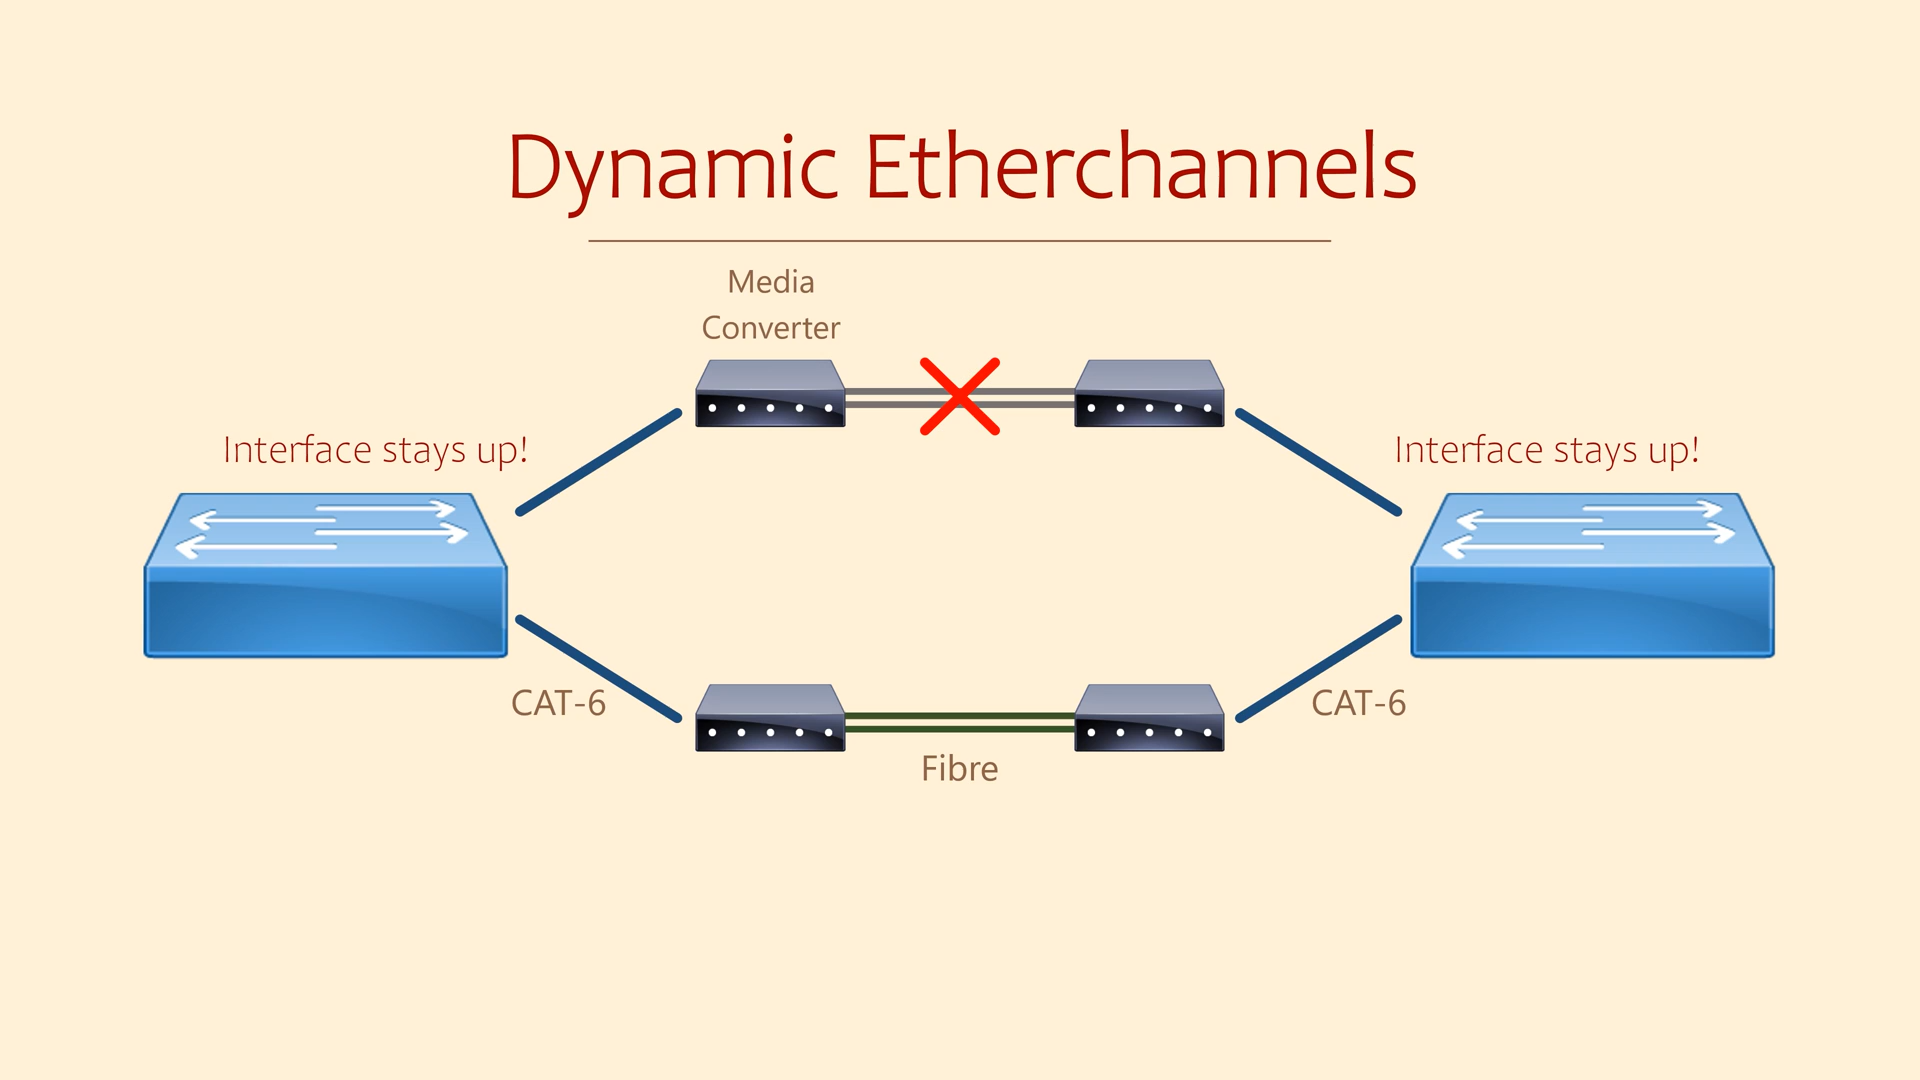 Dynamic Etherchannels
Media
Converter
Interface stays up!
Interface stays up!
CAT-6
CAT-6
Fibre